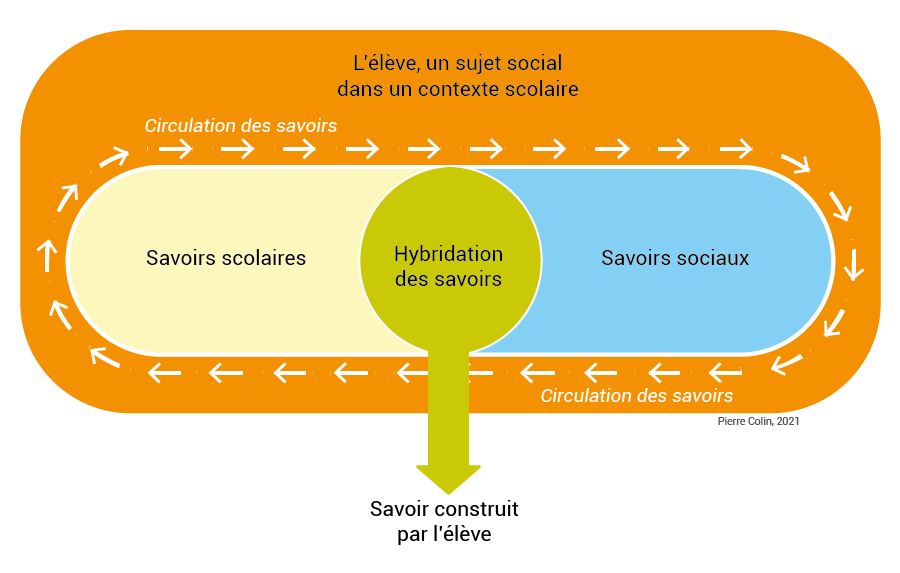 L'élève, un sujet social
dans un contexte scolaire
Circulation des savoirs
Savoirs scolaires
Hybridation
des savoirs
Savoirs sociaux
Circulation des savoirs
Pierre Colin, 2021
Savoir construit
par l'élève